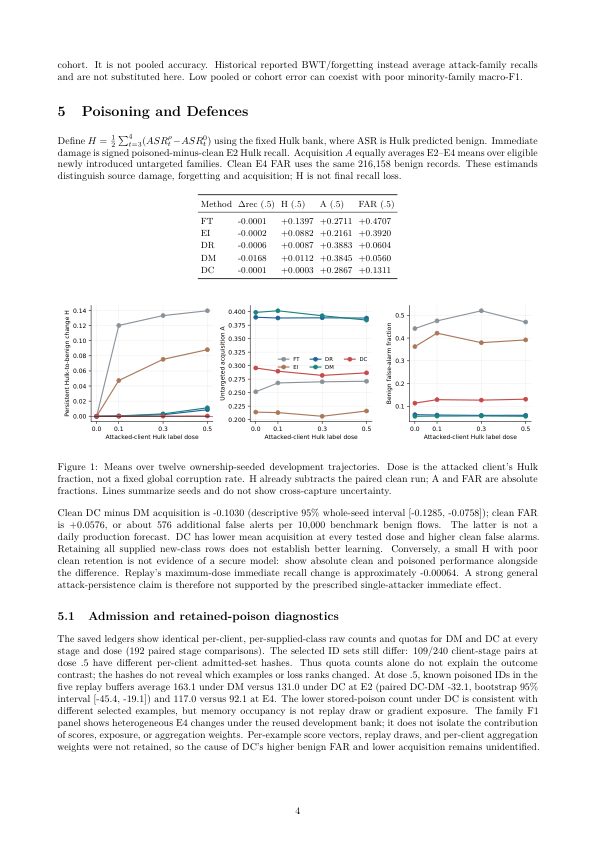 cohort. It is not pooled accuracy. Historical reported BWT/forgetting instead average attack-family recalls
and are not substituted here. Low pooled or cohort error can coexist with poor minority-family macro-F1.
5 Poisoning and Defences
Define H = 1/2 ∑⁴ₜ₌₃(ASRᵖₜ−ASR⁰ₜ) using the fixed Hulk bank, where ASR is Hulk predicted benign. Immediate
damage is signed poisoned-minus-clean E2 Hulk recall. Acquisition A equally averages E2–E4 means over eligible
newly introduced untargeted families. Clean E4 FAR uses the same 216,158 benign records. These estimands
distinguish source damage, forgetting and acquisition; H is not final recall loss.
Method Δrec (.5) H (.5) A (.5) FAR (.5)
FT -0.0001 +0.1397 +0.2711 +0.4707
EI -0.0002 +0.0882 +0.2161 +0.3920
DR -0.0006 +0.0087 +0.3883 +0.0604
DM -0.0168 +0.0112 +0.3845 +0.0560
DC -0.0001 +0.0003 +0.2867 +0.1311
Persistent Hulk-to-benign change H
0.14
0.12
0.10
0.08
0.06
0.04
0.02
0.00
0.0 0.1 0.3 0.5
Attacked-client Hulk label dose
Untargeted acquisition A
0.400
0.375
0.350
0.325
0.300
0.275
0.250
0.225
0.200
FT DR DC
EI DM
0.0 0.1 0.3 0.5
Attacked-client Hulk label dose
Benign false-alarm fraction
0.5
0.4
0.3
0.2
0.1
0.0 0.1 0.3 0.5
Attacked-client Hulk label dose
Figure 1: Means over twelve ownership-seeded development trajectories. Dose is the attacked client's Hulk
fraction, not a fixed global corruption rate. H already subtracts the paired clean run; A and FAR are absolute
fractions. Lines summarize seeds and do not show cross-capture uncertainty.
Clean DC minus DM acquisition is -0.1030 (descriptive 95% whole-seed interval [-0.1285, -0.0758]); clean FAR
is +0.0576, or about 576 additional false alerts per 10,000 benchmark benign flows. The latter is not a
daily production forecast. DC has lower mean acquisition at every tested dose and higher clean false alarms.
Retaining all supplied new-class rows does not establish better learning. Conversely, a small H with poor
clean retention is not evidence of a secure model: show absolute clean and poisoned performance alongside
the difference. Replay's maximum-dose immediate recall change is approximately -0.00064. A strong general
attack-persistence claim is therefore not supported by the prescribed single-attacker immediate effect.
5.1 Admission and retained-poison diagnostics
The saved ledgers show identical per-client, per-supplied-class raw counts and quotas for DM and DC at every
stage and dose (192 paired stage comparisons). The selected ID sets still differ: 109/240 client-stage pairs at
dose .5 have different per-client admitted-set hashes. Thus quota counts alone do not explain the outcome
contrast; the hashes do not reveal which examples or loss ranks changed. At dose .5, known poisoned IDs in the
five replay buffers average 163.1 under DM versus 131.0 under DC at E2 (paired DC-DM -32.1, bootstrap 95%
interval [-45.4, -19.1]) and 117.0 versus 92.1 at E4. The lower stored-poison count under DC is consistent with
different selected examples, but memory occupancy is not replay draw or gradient exposure. The family F1
panel shows heterogeneous E4 changes under the reused development bank; it does not isolate the contribution
of scores, exposure, or aggregation weights. Per-example score vectors, replay draws, and per-client aggregation
weights were not retained, so the cause of DC's higher benign FAR and lower acquisition remains unidentified.
4